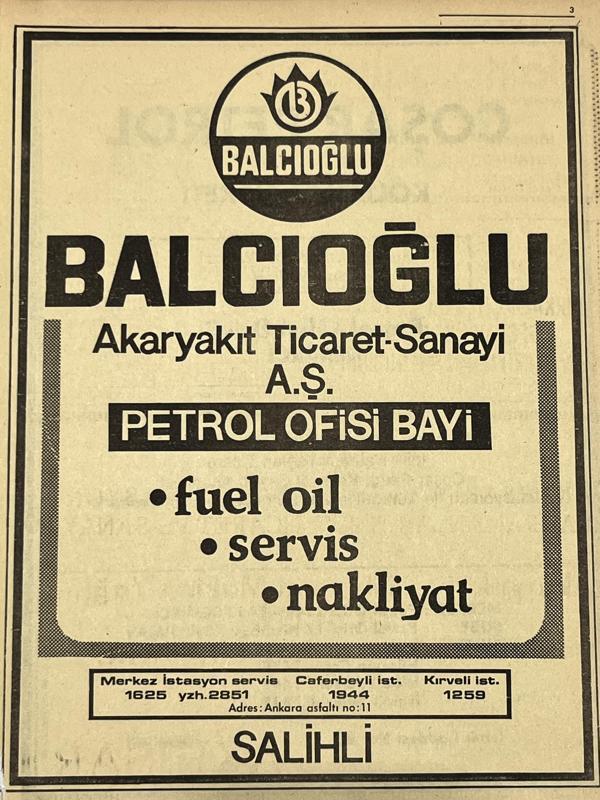 3
B
BALCIOĞLU
BALCIOĞLU
Akaryakıt Ticaret-Sanayi
A.Ş.
PETROL OFİSİ BAYİ
• fuel oil
• servis
• nakliyat
Merkez İstasyon servis Caferbeyli ist. Kırveli ist.
1625 yzh.2851 1944 1259
Adres: Ankara asfaltı no:11
SALİHLİ